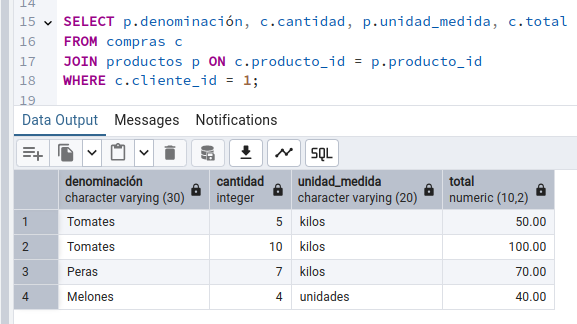 14
15 SELECT p.denominación, c.cantidad, p.unidad_medida, c.total
16 FROM compras c
17 JOIN productos p ON c.producto_id = p.producto_id
18 WHERE c.cliente_id = 1;
19
Data Output Messages Notifications
SQL
denominación cantidad unidad_medida total
character varying (30) integer character varying (20) numeric (10,2)
1 Tomates 5 kilos 50.00
2 Tomates 10 kilos 100.00
3 Peras 7 kilos 70.00
4 Melones 4 unidades 40.00